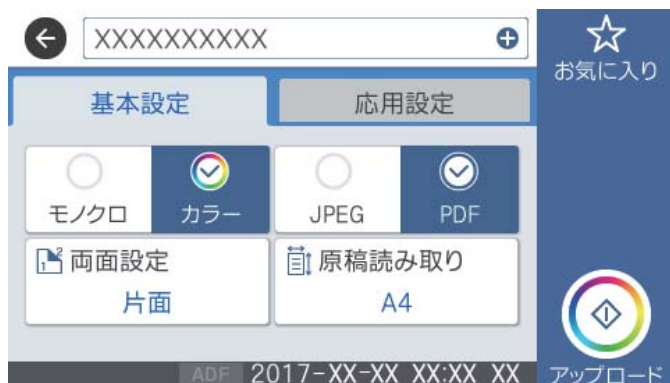 XXXXXXXXXX
お気に入り
基本設定
応用設定
モノクロ
カラー
JPEG
PDF
両面設定
片面
原稿読み取り
A4
ADF
2017-XX-XX XX:XX XX
アップロード